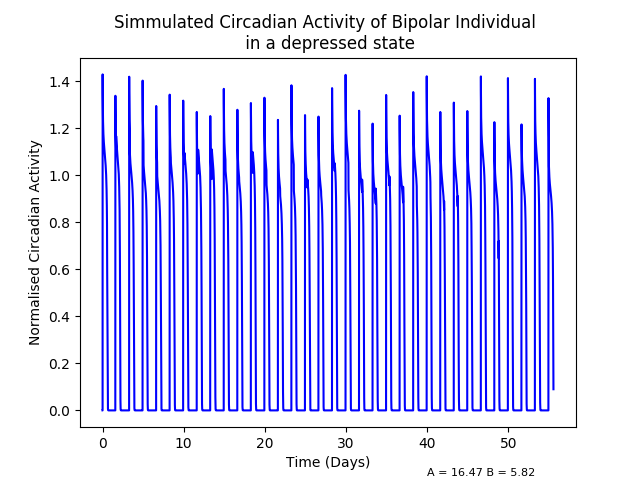 Simmulated Circadian Activity of Bipolar Individual
in a depressed state
Normalised Circadian Activity
1.4
1.2
1.0
0.8
0.6
0.4
0.2
0.0
0 10 20 30 40 50
Time (Days)
A = 16.47 B = 5.82